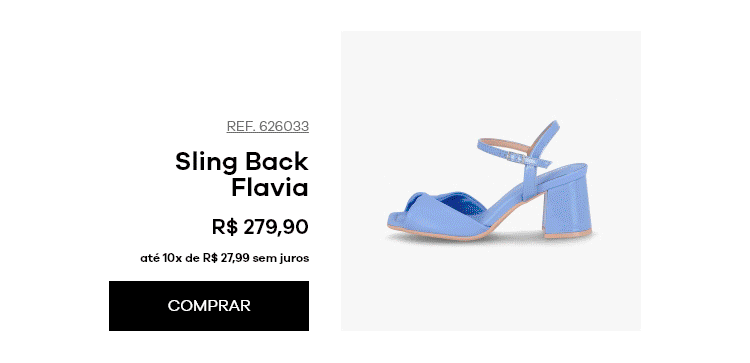 REF. 626033
Sling Back
Flavia
R$ 279,90
até 10x de R$ 27,99 sem juros
COMPRAR